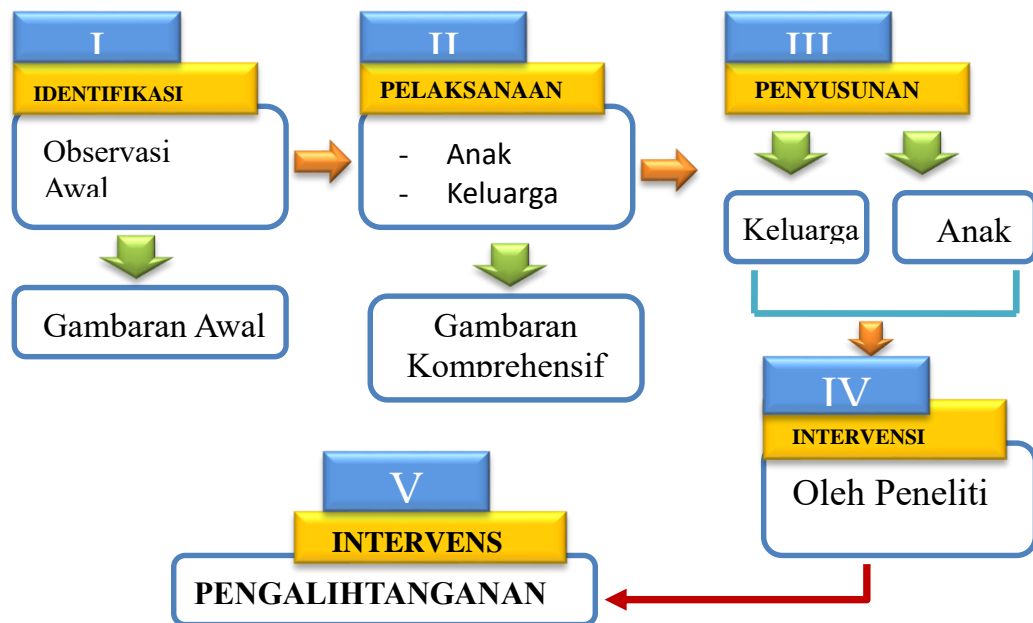 I
IDENTIFIKASI
Observasi
Awal
Gambaran Awal
II
PELAKSANAAN
- Anak
- Keluarga
Gambaran
Komprehensif
III
PENYUSUNAN
Keluarga
Anak
IV
INTERVENSI
Oleh Peneliti
V
INTERVENS
PENGALIHTANGANAN